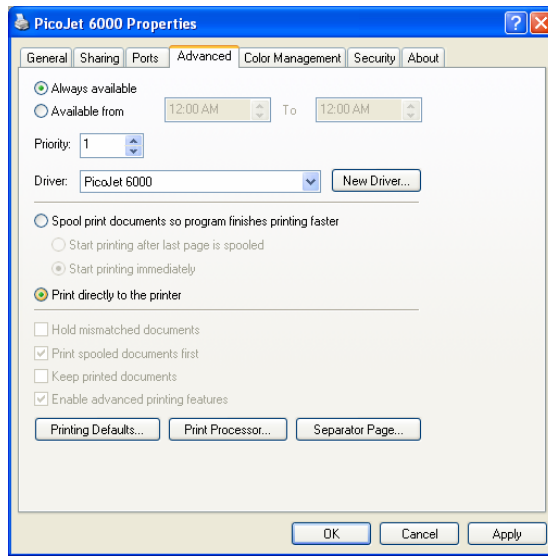 PicoJet 6000 Properties
General Sharing Ports Advanced Color Management Security About
Always available
Available from 12:00 AM To 12:00 AM
Priority: 1
Driver: PicoJet 6000 New Driver...
Spool print documents so program finishes printing faster
Start printing after last page is spooled
Start printing immediately
Print directly to the printer
Hold mismatched documents
Print spooled documents first
Keep printed documents
Enable advanced printing features
Printing Defaults... Print Processor... Separator Page...
OK Cancel Apply